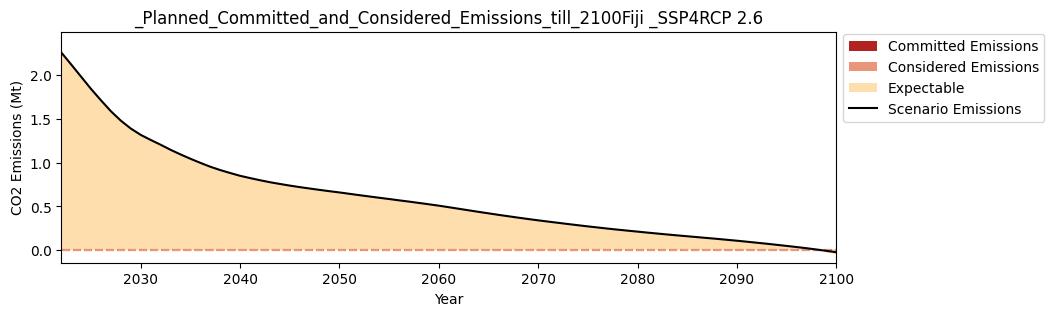 _Planned_Committed_and_Considered_Emissions_till_2100Fiji _SSP4RCP 2.6
CO2 Emissions (Mt)
2.0
1.5
1.0
0.5
0.0
2030 2040 2050 2060 2070 2080 2090 2100
Year
Committed Emissions
Considered Emissions
Expectable
Scenario Emissions